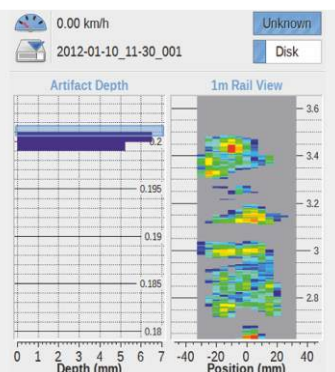 0.00 km/h
Unknown
2012-01-10_11-30_001
Disk
Artifact Depth
1m Rail View
0.2
0.195
0.19
0.185
0.18
0 1 2 3 4 5 6 7
Depth (mm)
3.6
3.4
3.2
3
2.8
-40 -20 0 20 40
Position (mm)